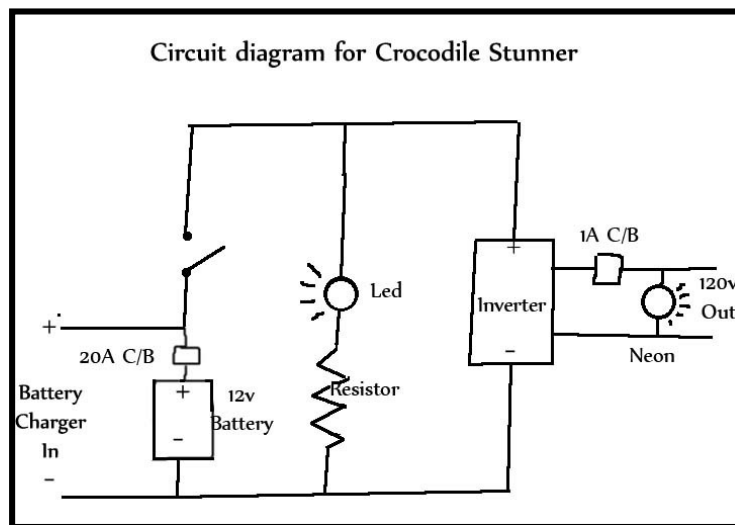 Circuit diagram for Crocodile Stunner
1A C/B
+
Led
Inverter
120v
Out
+
20A C/B
-
Neon
Battery
Charger
In
+
12v
Battery
-
Resistor
-